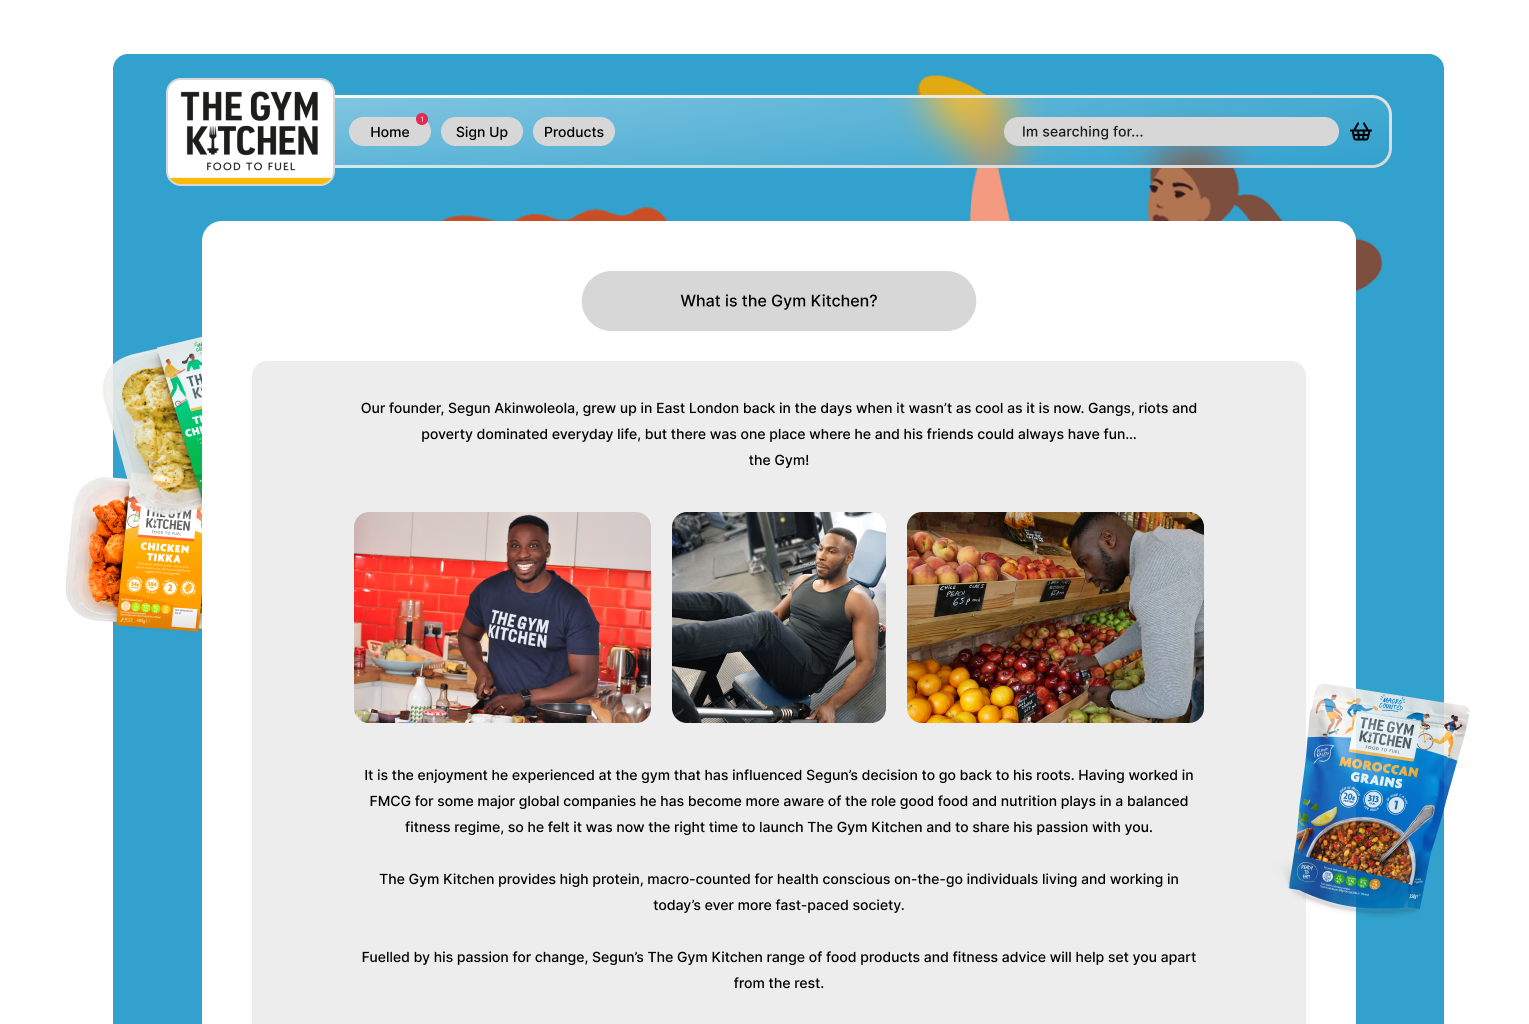 THE GYM
KITCHEN
FOOD TO FUEL
Home
1
Sign Up
Products
Im searching for...
What is the Gym Kitchen?
Our founder, Segun Akinwoleola, grew up in East London back in the days when it wasn’t as cool as it is now. Gangs, riots and
poverty dominated everyday life, but there was one place where he and his friends could always have fun...
the Gym!
THE GYM
KITCHEN
FOOD TO FUEL
CHICKEN
TIKKA
THE GYM
KITCHEN
PEACH
65p
It is the enjoyment he experienced at the gym that has influenced Segun’s decision to go back to his roots. Having worked in
FMCG for some major global companies he has become more aware of the role good food and nutrition plays in a balanced
fitness regime, so he felt it was now the right time to launch The Gym Kitchen and to share his passion with you.
MACRO
COUNTED
THE GYM
KITCHEN
FOOD TO FUEL
MOROCCAN
GRAINS
20g
313
1
The Gym Kitchen provides high protein, macro-counted for health conscious on-the-go individuals living and working in
today’s ever more fast-paced society.
Fuelled by his passion for change, Segun’s The Gym Kitchen range of food products and fitness advice will help set you apart
from the rest.